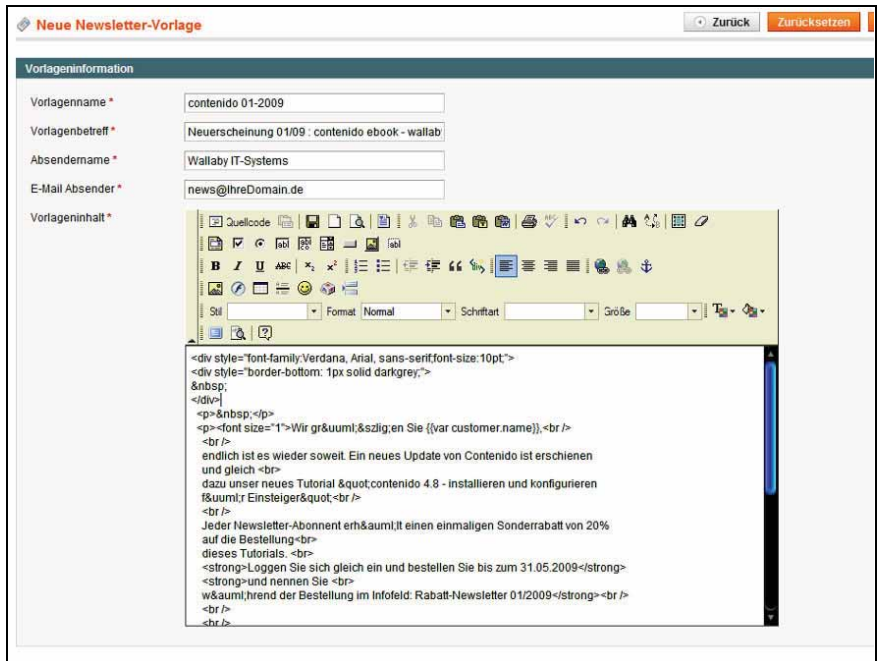 Neue Newsletter-Vorlage
Zurück
Zurücksetzen
Vorlageninformation
Vorlagenname *
contenido 01-2009
Vorlagenbetreff *
Neuerscheinung 01/09 : contenido ebook - wallab
Absendername *
Wallaby IT-Systems
E-Mail Absender *
news@IhreDomain.de
Vorlageninhalt *
Quellcode
B I U ABC x₂ x²
Stil Format Normal Schriftart Größe
<div style="font-family:Verdana, Arial, sans-serif;font-size:10pt;">
<div style="border-bottom: 1px solid darkgrey;">
&nbsp;
</div>
<p>&nbsp;</p>
<p><font size="1">Wir gr&uuml;&szlig;en Sie {{var customer.name}},<br />
<br />
endlich ist es wieder soweit. Ein neues Update von Contenido ist erschienen
und gleich <br>
dazu unser neues Tutorial &quot;contenido 4.8 - installieren und konfigurieren
f&uuml;r Einsteiger&quot;<br />
<br />
Jeder Newsletter-Abonnent erh&auml;lt einen einmaligen Sonderrabatt von 20%
auf die Bestellung<br>
dieses Tutorials. <br>
<strong>Loggen Sie sich gleich ein und bestellen Sie bis zum 31.05.2009</strong>
<strong>und nennen Sie <br>
w&auml;hrend der Bestellung im Infofeld: Rabatt-Newsletter 01/2009</strong><br />
<br />
<br />